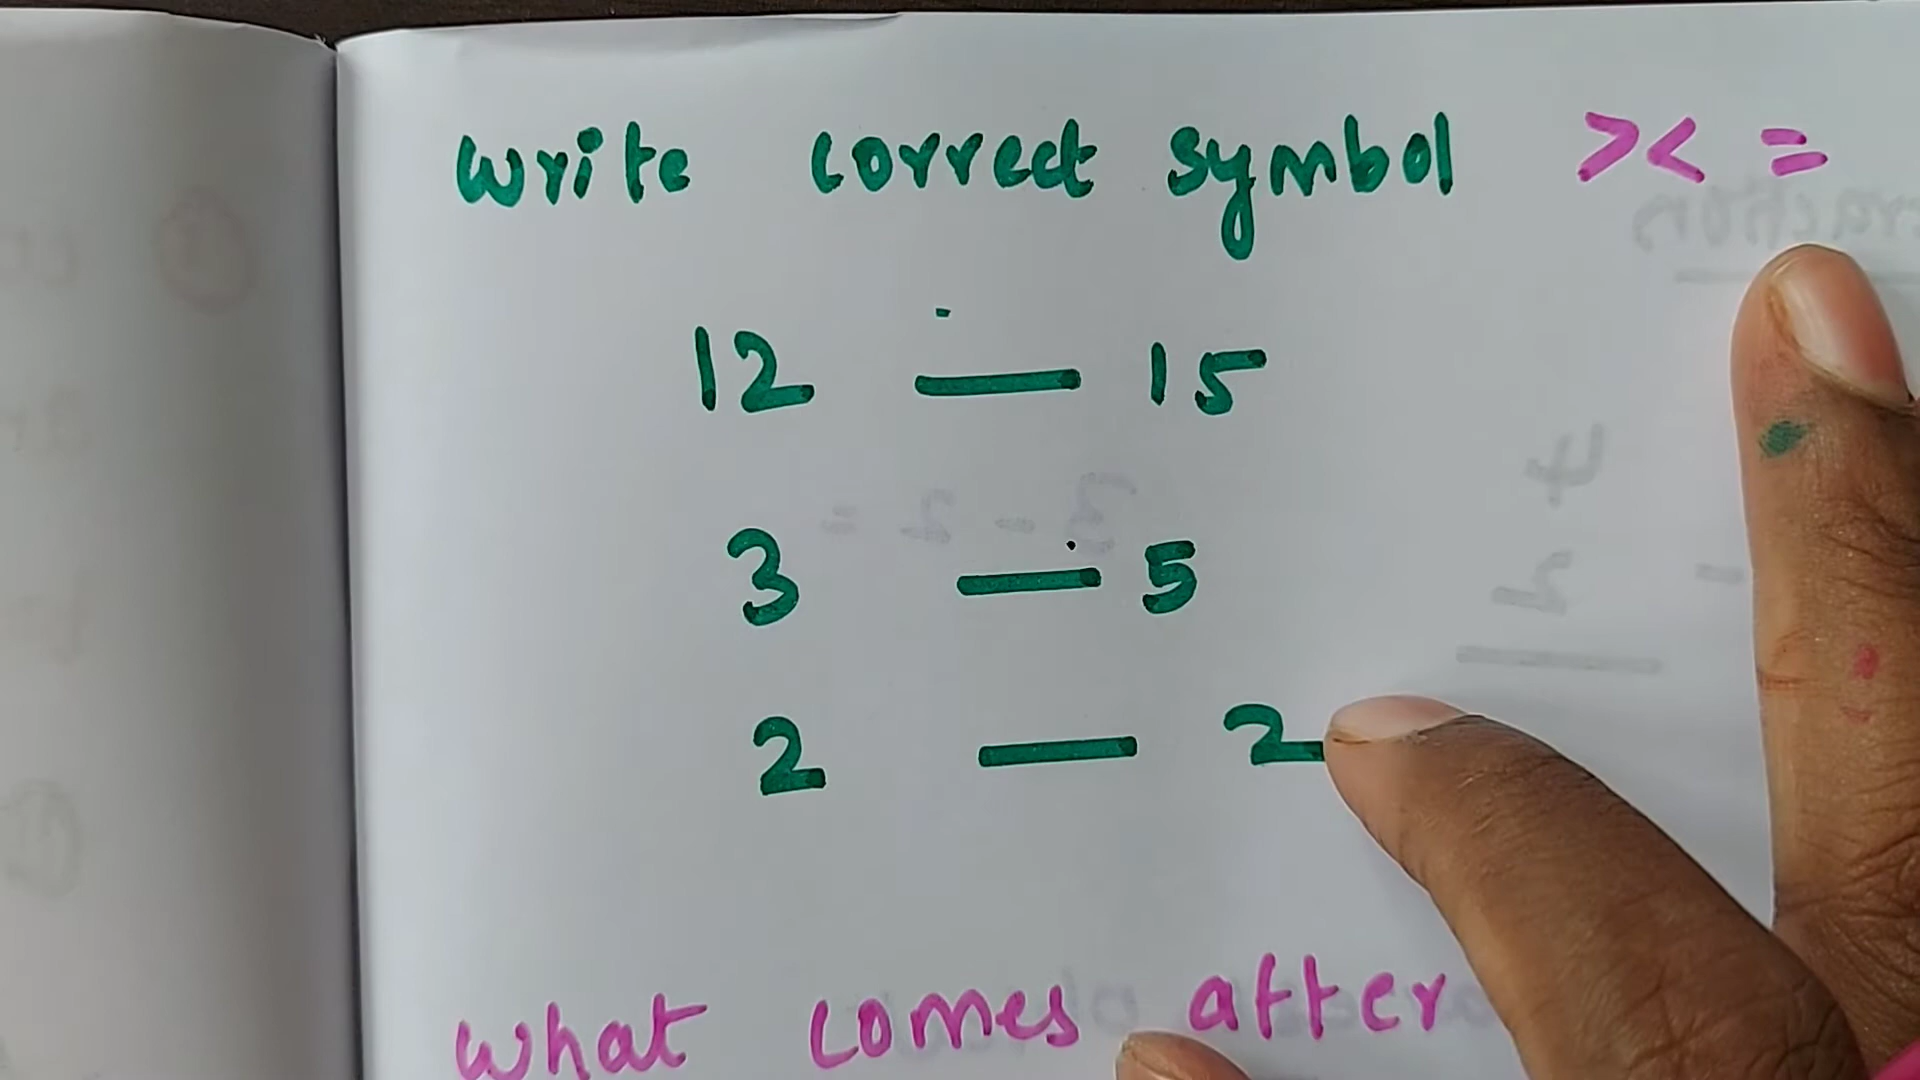 write correct symbol > < =
12 — 15
3 — 5
2 — 2
what comes after